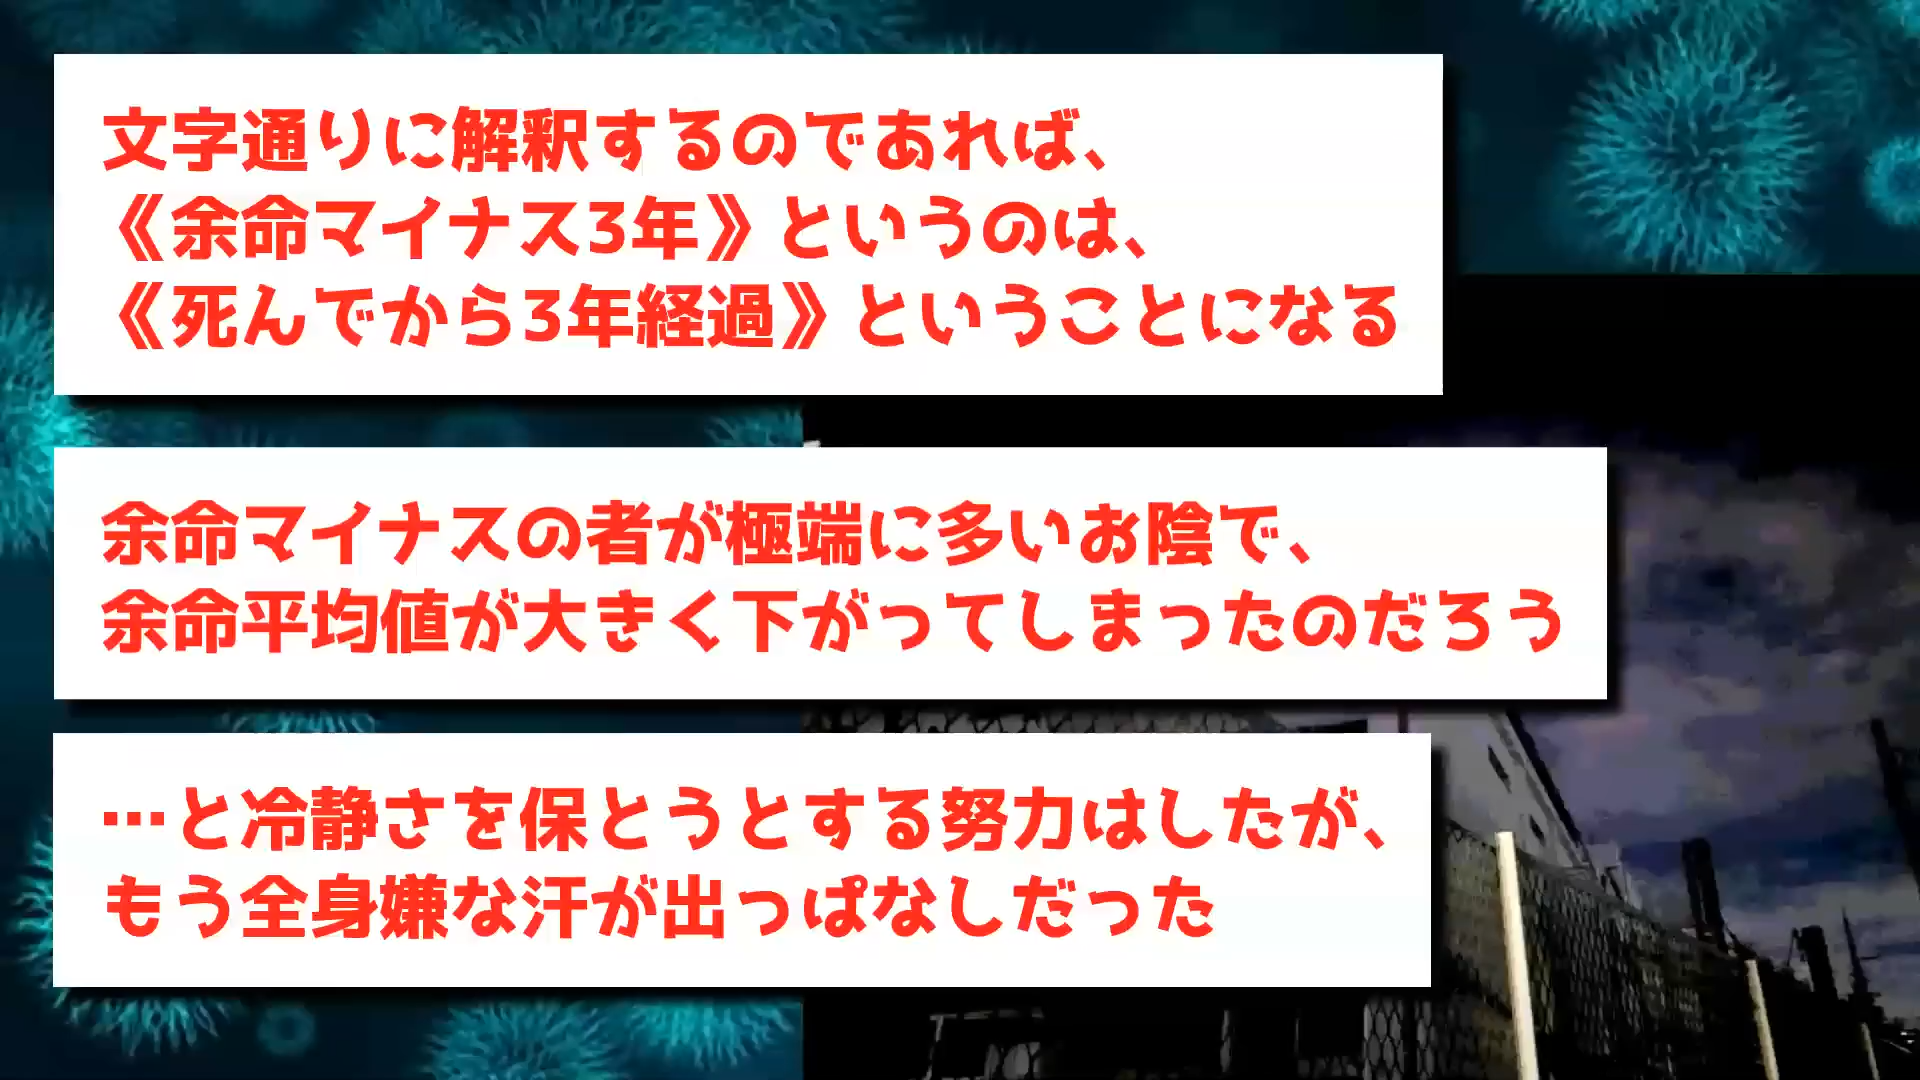 文字通りに解釈するのであれば、
《余命マイナス3年》というのは、
《死んでから3年経過》ということになる
余命マイナスの者が極端に多いお陰で、
余命平均値が大きく下がってしまったのだろう
…と冷静さを保とうとする努力はしたが、
もう全身嫌な汗が出っぱなしだった